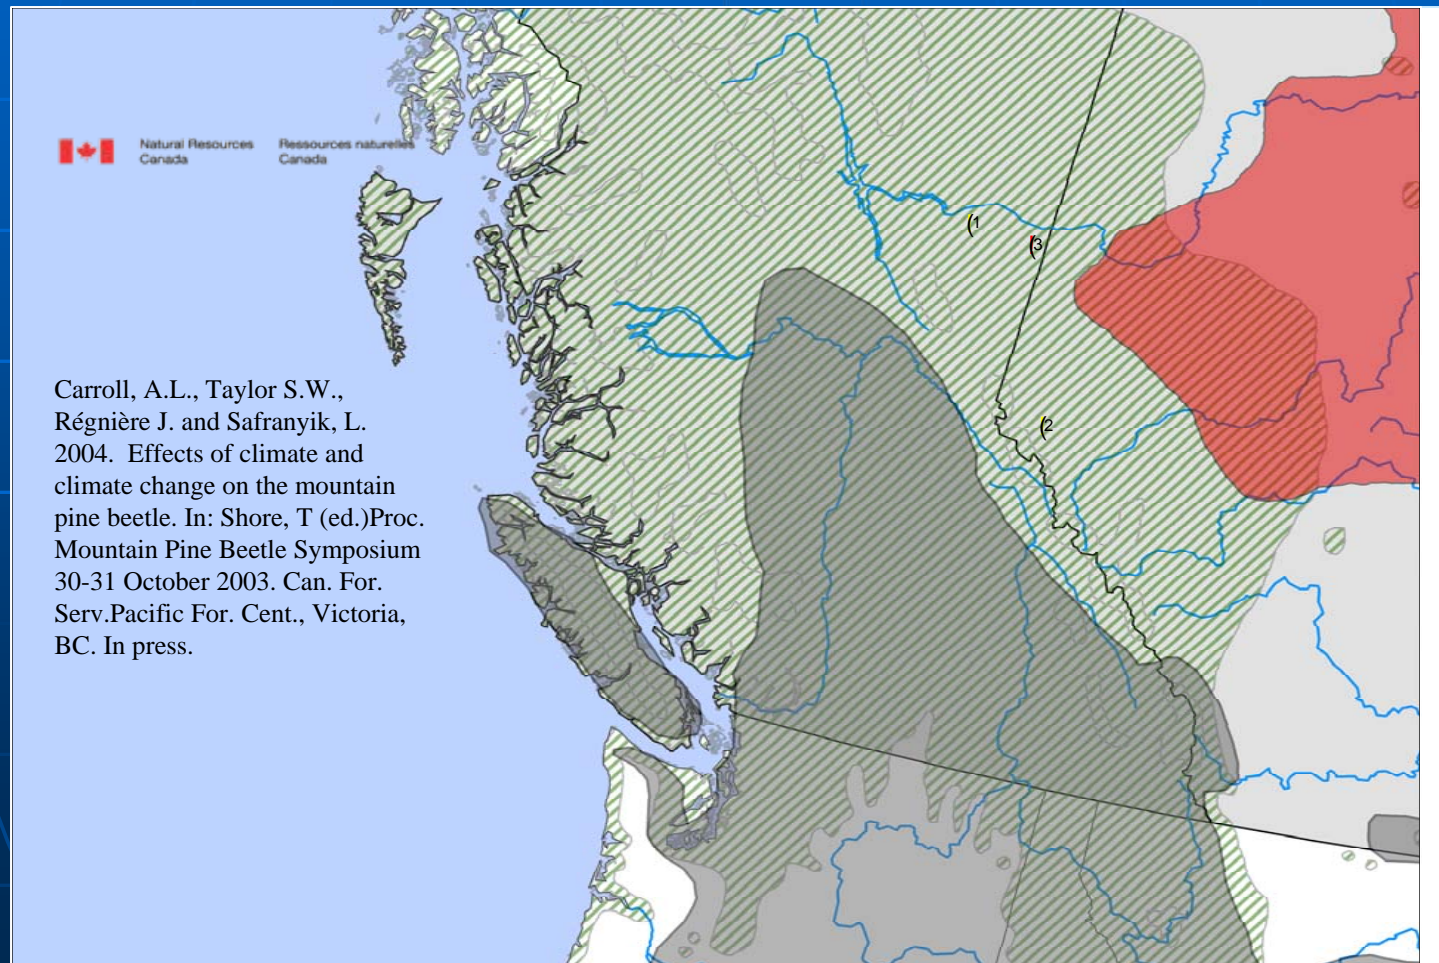 Natural Resources Canada
Ressources naturelles Canada
(1
(3
(2
Carroll, A.L., Taylor S.W.,
Régnière J. and Safranyik, L.
2004.  Effects of climate and
climate change on the mountain
pine beetle. In: Shore, T (ed.)Proc.
Mountain Pine Beetle Symposium
30-31 October 2003. Can. For.
Serv.Pacific For. Cent., Victoria,
BC. In press.